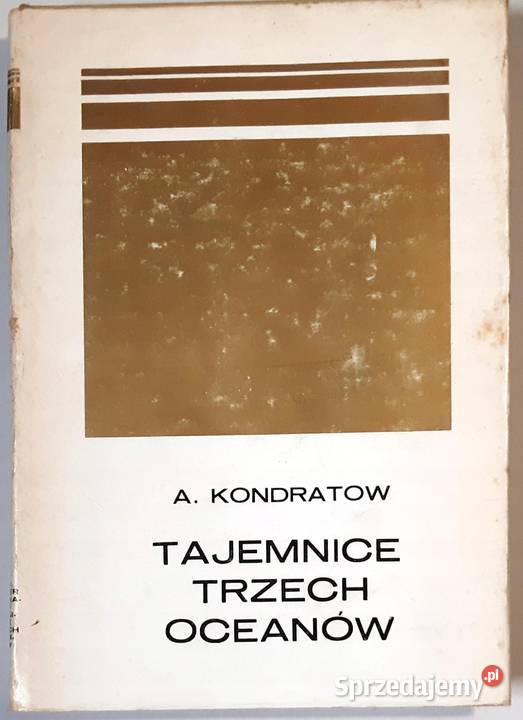 A. KONDRATOW
TAJEMNICE
TRZECH
OCEANÓW
Sprzedajemy.pl